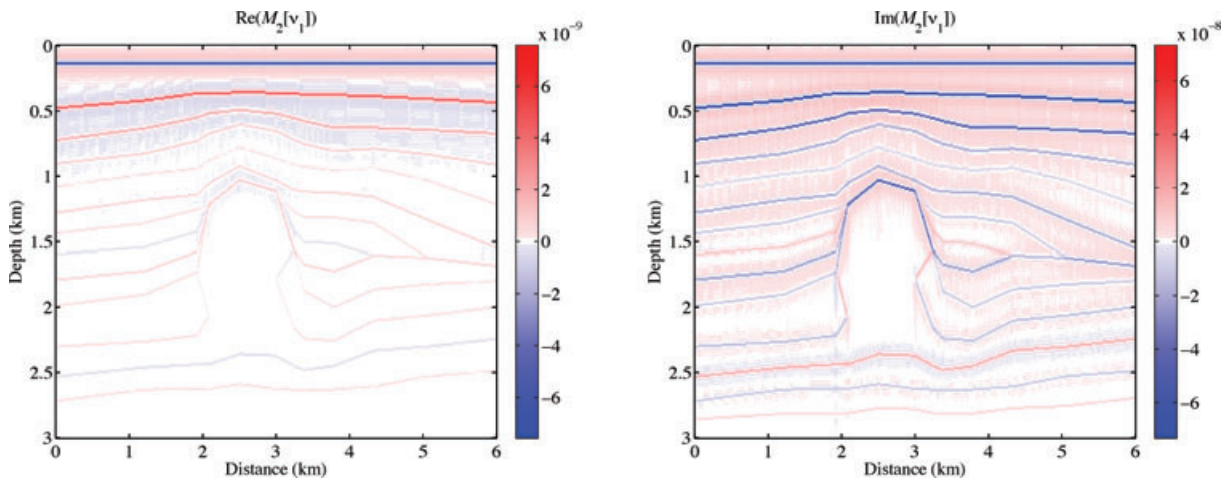 Re(M₂[ν₁])
x 10⁻⁹
0
0.5
1
1.5
2
2.5
3
Depth (km)
0 1 2 3 4 5 6
Distance (km)
6
4
2
0
−2
−4
−6
Im(M₂[ν₁])
x 10⁻⁸
0
0.5
1
1.5
2
2.5
3
Depth (km)
0 1 2 3 4 5 6
Distance (km)
6
4
2
0
−2
−4
−6